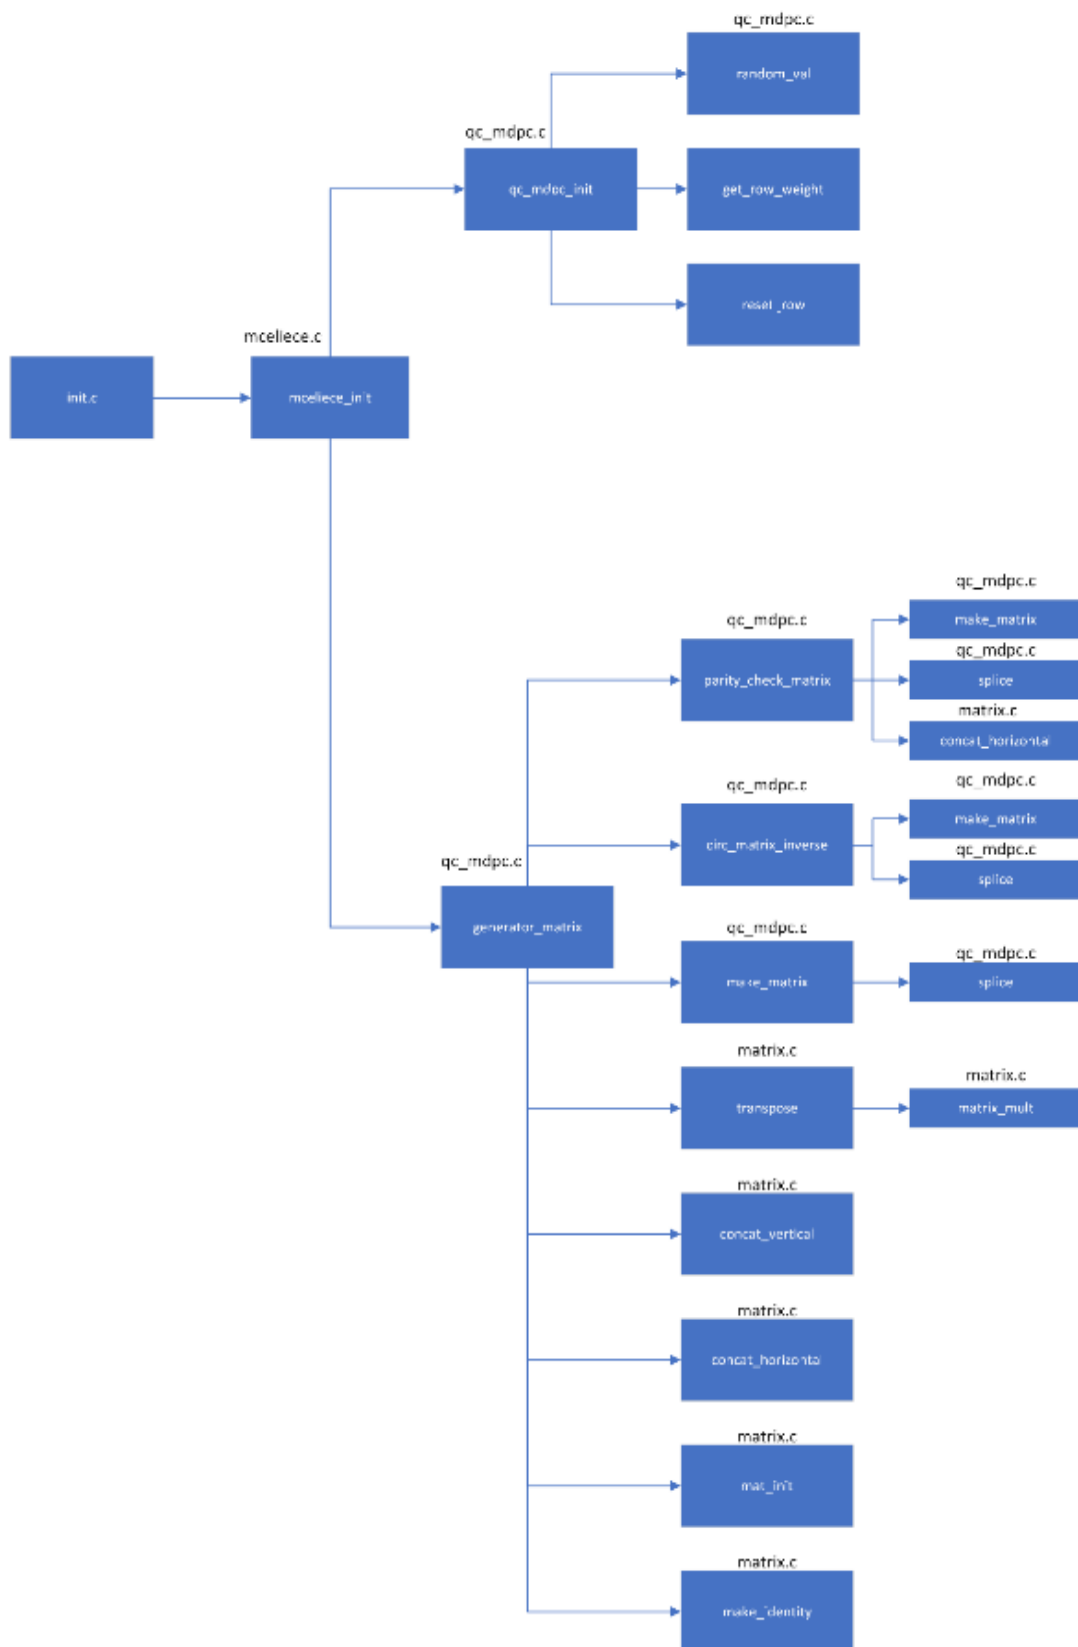 qc_mdpc.c
random_val
qc_mdpc.c
qc_mdpc_init
get_row_weight
reset_row
mceliece.c
init.c
mceliece_init
qc_mdpc.c
make_matrix
qc_mdpc.c
parity_check_matrix
qc_mdpc.c
splice
matrix.c
concat_horizontal
qc_mdpc.c
qc_mdpc.c
make_matrix
circ_matrix_inverse
qc_mdpc.c
splice
qc_mdpc.c
generator_matrix
qc_mdpc.c
make_matrix
qc_mdpc.c
splice
matrix.c
transpose
matrix.c
matrix_mult
matrix.c
concat_vertical
matrix.c
concat_horizontal
matrix.c
mat_init
matrix.c
make_identity